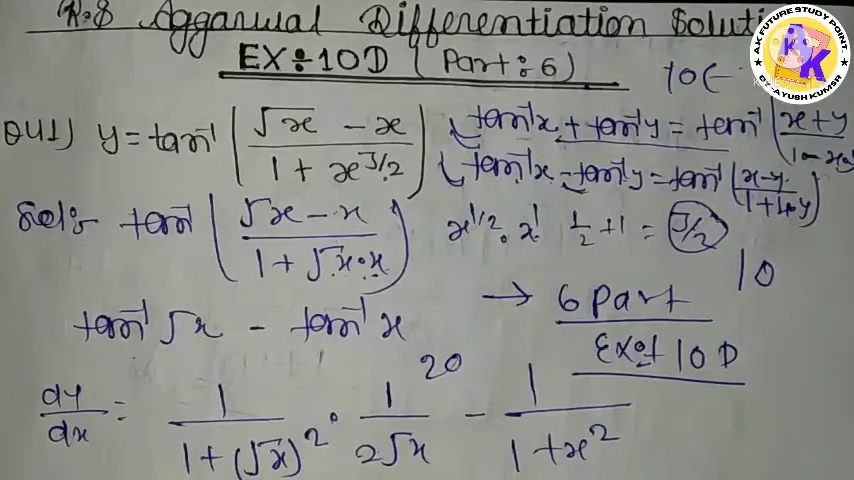 R.S Aggarwal Differentiation Soluti
EX÷10D (Part:6)
10(-
A.K FUTURE STUDY POINT.
BY-AYUSH KUMAR
QN17) y = tan⁻¹ ( (√x - x) / (1 + x^3/2) )
tan⁻¹x + tan⁻¹y = tan⁻¹ (x+y / 1-xy
tan⁻¹x - tan⁻¹y = tan⁻¹ (x-y / 1+xy)
Sol:- tan⁻¹ ( (√x - x) / (1 + √x·x) )
x^1/2 · x^1 1/2 + 1 = 3/2
tan⁻¹ √x - tan⁻¹ x
→ 6 Part 10
Ex of 10 D
20
dy/dx = 1/(1+(√x)²) · 1/(2√x) - 1/(1+x²)